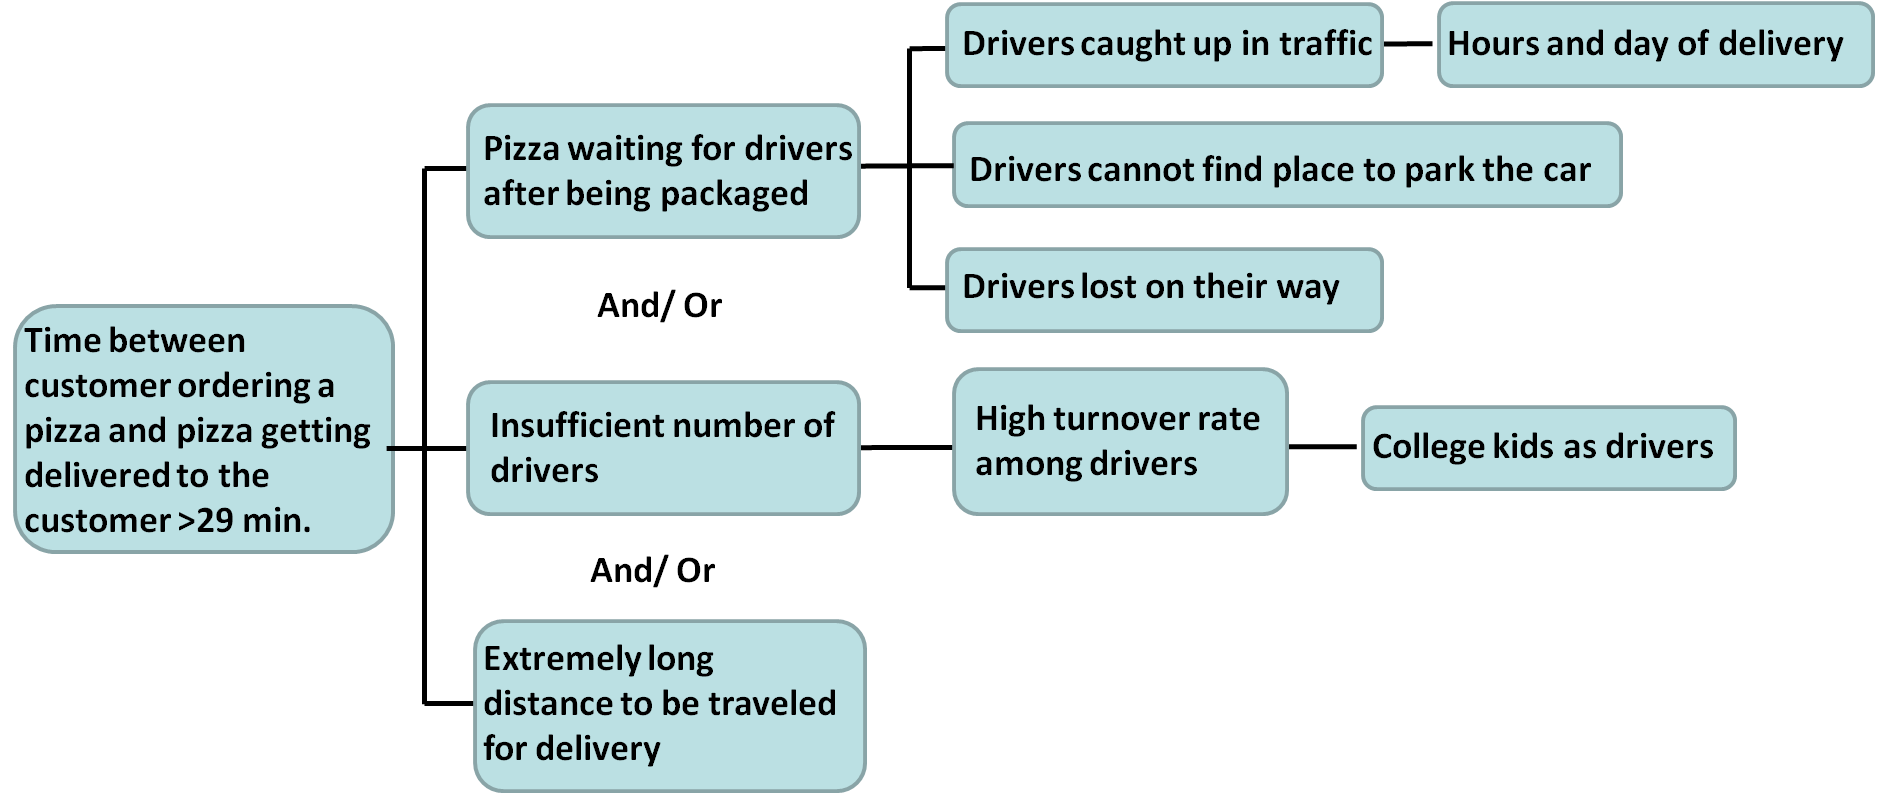 Time between
customer ordering a
pizza and pizza getting
delivered to the
customer >29 min.
Pizza waiting for drivers
after being packaged
Drivers caught up in traffic
Hours and day of delivery
Drivers cannot find place to park the car
Drivers lost on their way
And/ Or
Insufficient number of
drivers
High turnover rate
among drivers
College kids as drivers
And/ Or
Extremely long
distance to be traveled
for delivery